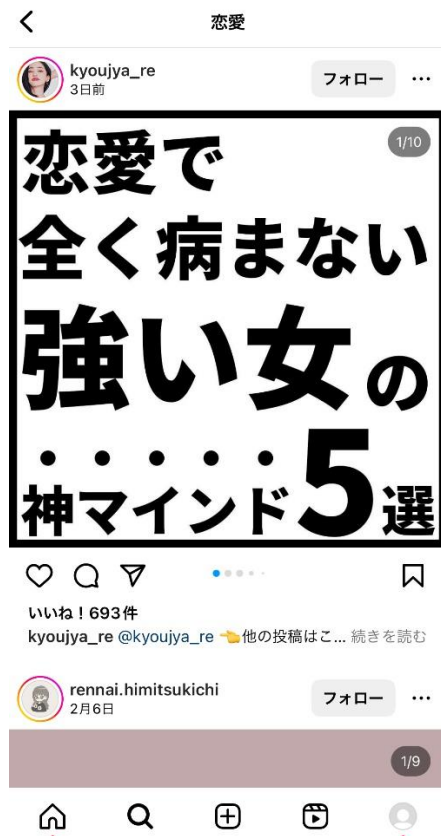 恋愛
kyoujya_re
3日前
フォロー
1/10
恋愛で
全く病まない
強い女の
神マインド5選
いいね！693件
kyoujya_re @kyoujya_re 👈他の投稿はこ... 続きを読む
rennai.himitsukichi
2月6日
フォロー
1/9